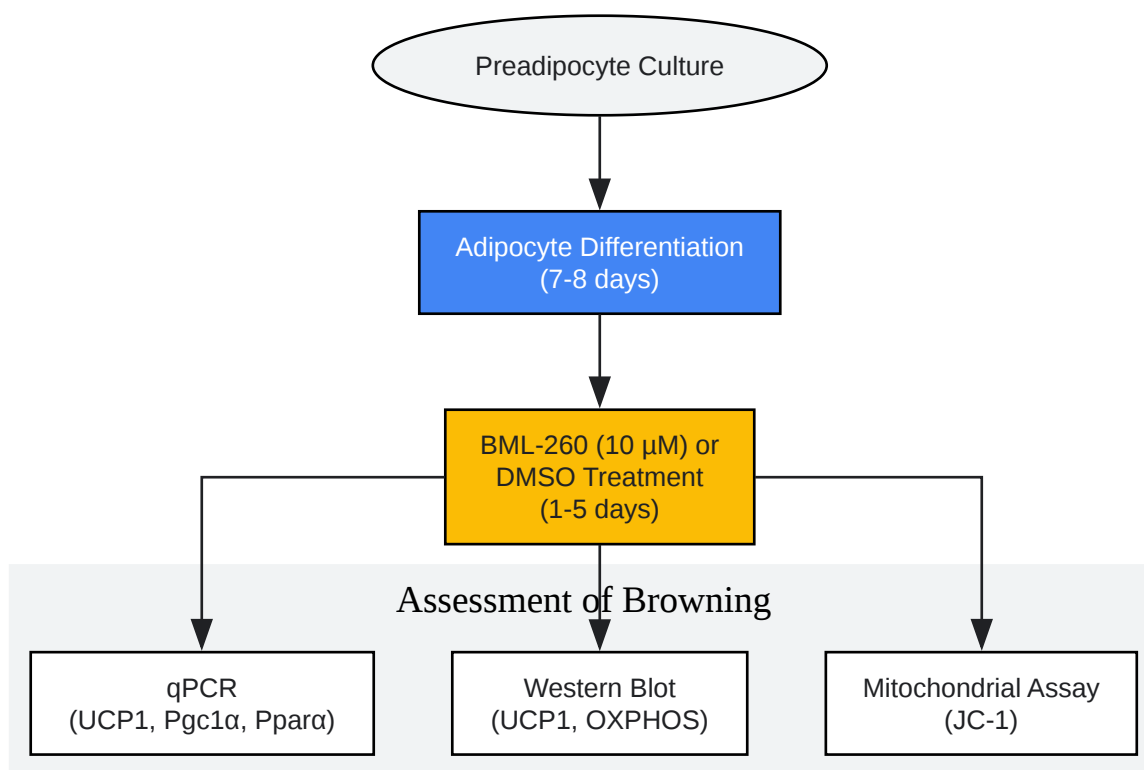 Preadipocyte Culture
Adipocyte Differentiation
(7-8 days)
BML-260 (10 µM) or
DMSO Treatment
(1-5 days)
Assessment of Browning
qPCR
(UCP1, Pgc1α, Pparα)
Western Blot
(UCP1, OXPHOS)
Mitochondrial Assay
(JC-1)